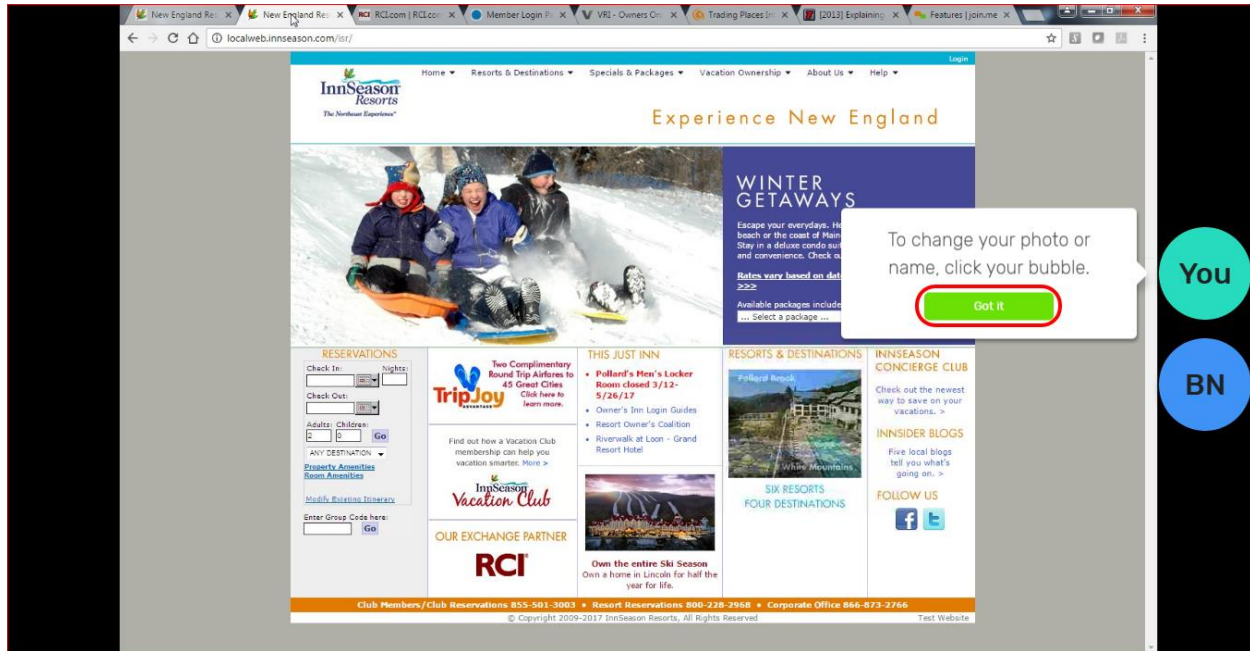 New England Res
New England Res
RCI RCI.com | RCI.com
Member Login P
VRI - Owners On
Trading Places In
[2013] Explaining
Features | join.me
localweb.innseason.com/isr/
Login
InnSeason
Resorts
The Northeast Experience
Home Resorts & Destinations Specials & Packages Vacation Ownership About Us Help
Experience New England
WINTER
GETAWAYS
Escape your everydays.
beach or the coast of Main
Stay in a deluxe condo sui
and convenience. Check
Rates vary based on dat
>>>
Available packages include
... Select a package ...
To change your photo or
name, click your bubble.
Got it
You
BN
RESERVATIONS
Check In: Nights:
Check Out:
Adults: Children:
2 0 Go
ANY DESTINATION
Property Amenities
Room Amenities
Modify Existing Itinerary
Enter Group Code here:
Go
TripJoy
ADVANTAGE
Two Complimentary
Round Trip Airfares to
45 Great Cities
Click here to
learn more.
Find out how a Vacation Club
membership can help you
vacation smarter. More >
InnSeason
Vacation Club
OUR EXCHANGE PARTNER
RCI
THIS JUST INN
• Pollard's Men's Locker
Room closed 3/12-
5/26/17
• Owner's Inn Login Guides
• Resort Owner's Coalition
• Riverwalk at Loon - Grand
Resort Hotel
Own the entire Ski Season
Own a home in Lincoln for half the
year for life.
RESORTS & DESTINATIONS
Pollard Brook
White Mountains
SIX RESORTS
FOUR DESTINATIONS
INNSEASON
CONCIERGE CLUB
Check out the newest
way to save on your
vacations. >
INNSIDER BLOGS
Five local blogs
tell you what's
going on. >
FOLLOW US
Club Members/Club Reservations 855-501-3003 • Resort Reservations 800-228-2968 • Corporate Office 866-873-2766
© Copyright 2009-2017 InnSeason Resorts, All Rights Reserved
Test Website